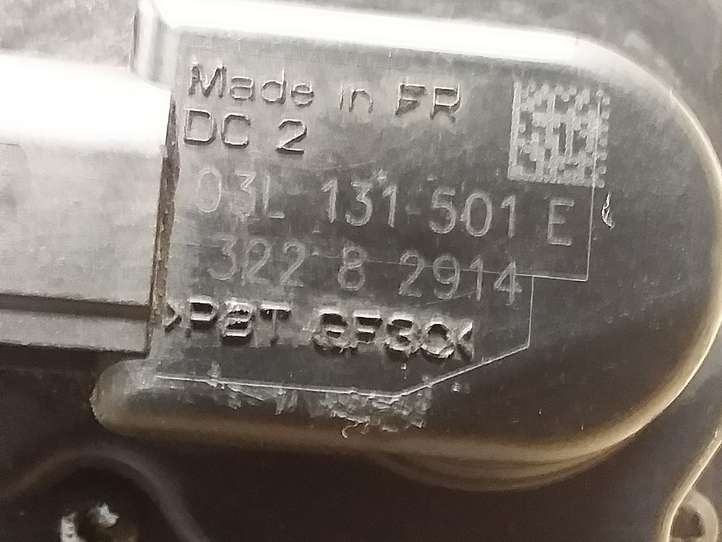 Made in FR
DC 2
03L 131 501 E
322 8 2914
>PBT GF30<